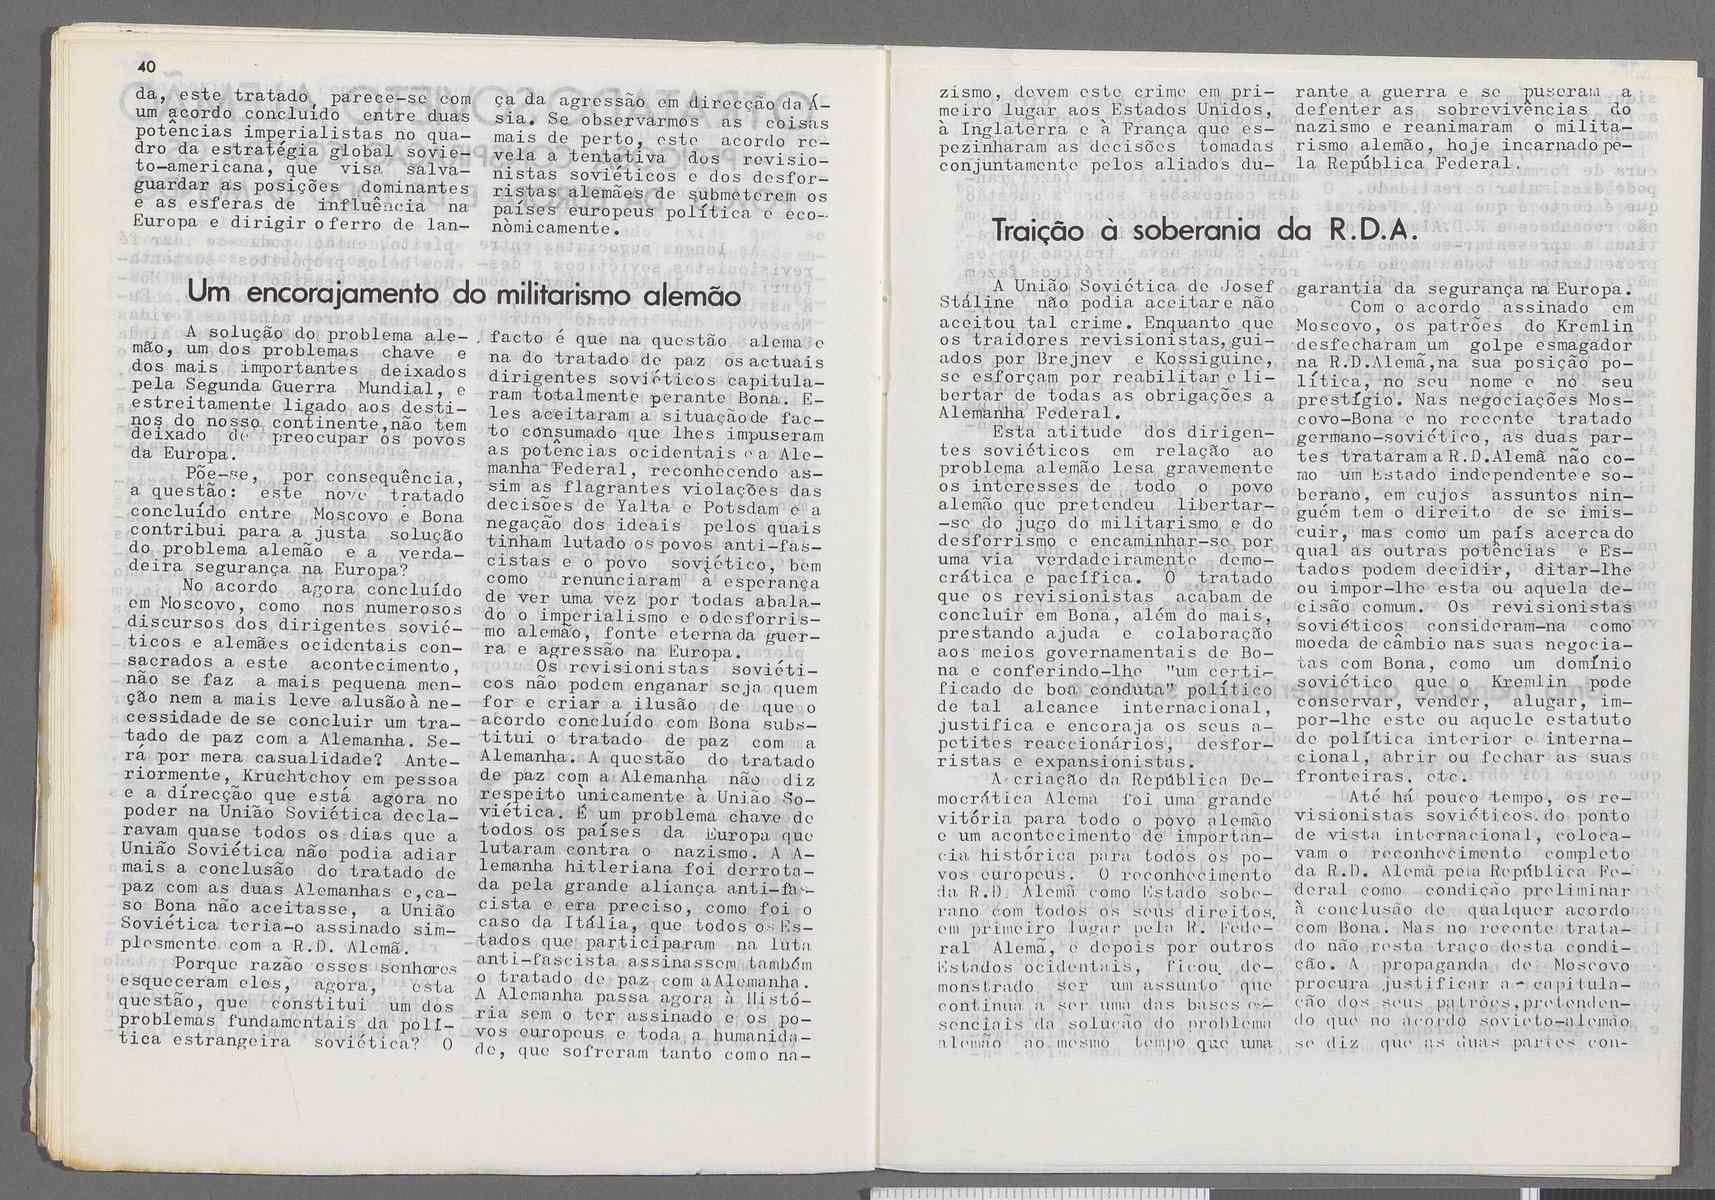 40
da, este tratado, parece-se com
um acordo concluído entre duas
potências imperialistas no qua-
dro da estratégia global sovie-
to-americana, que visa salva-
guardar as posições dominantes
e as esferas de influência na
Europa e dirigir o ferro de lan-
ça da agressão em direcção da Á-
sia. Se observarmos as coisas
mais de perto, este acordo re-
vela a tentativa dos revisio-
nistas soviéticos e dos desfor-
ristas alemães de submeterem os
países europeus política e eco-
nòmicamente.
Um encorajamento do militarismo alemão
A solução do problema ale-
mão, um dos problemas chave e
dos mais importantes deixados
pela Segunda Guerra Mundial, e
estreitamente ligado aos desti-
nos do nosso continente, não tem
deixado de preocupar os povos
da Europa.
Põe-se, por consequência,
a questão: este novo tratado
concluído entre Moscovo e Bona
contribui para a justa solução
do problema alemão e a verda-
deira segurança na Europa?
No acordo agora concluído
em Moscovo, como nos numerosos
discursos dos dirigentes sovié-
ticos e alemães ocidentais con-
sacrados a este acontecimento,
não se faz a mais pequena men-
ção nem a mais leve alusão à ne-
cessidade de se concluir um tra-
tado de paz com a Alemanha. Se-
rá por mera casualidade? Ante-
riormente, Kruchtchov em pessoa
e a direcção que está agora no
poder na União Soviética decla-
ravam quase todos os dias que a
União Soviética não podia adiar
mais a conclusão do tratado de
paz com as duas Alemanhas e, ca-
so Bona não aceitasse, a União
Soviética teria-o assinado sim-
plesmente com a R.D. Alemã.
Porque razão esses senhores
esqueceram eles, agora, esta
questão, que constitui um dos
problemas fundamentais da polí-
tica estrangeira soviética? O
facto é que na questão alemã e
na do tratado de paz os actuais
dirigentes soviéticos capitula-
ram totalmente perante Bona. E-
les aceitaram a situação de fac-
to consumado que lhes impuseram
as potências ocidentais e a Ale-
manha Federal, reconhecendo as-
sim as flagrantes violações das
decisões de Yalta e Potsdam e a
negação dos ideais pelos quais
tinham lutado os povos anti-fas-
cistas e o povo soviético, bem
como renunciaram à esperança
de ver uma vez por todas abala-
do o imperialismo e o desforris-
mo alemão, fonte eterna da guer-
ra e agressão na Europa.
Os revisionistas soviéti-
cos não podem enganar seja quem
for e criar a ilusão de que o
acordo concluído com Bona subs-
titui o tratado de paz com a
Alemanha. A questão do tratado
de paz com a Alemanha não diz
respeito ùnicamente à União So-
viética. É um problema chave de
todos os países da Europa que
lutaram contra o nazismo. A A-
lemanha hitleriana foi derrota-
da pela grande aliança anti-fas-
cista e era preciso, como foi o
caso da Itália, que todos os Es-
tados que participaram na luta
anti-fascista assinassem também
o tratado de paz com a Alemanha.
A Alemanha passa agora à Histó-
ria sem o ter assinado e os po-
vos europeus e toda a humanida-
de, que sofreram tanto como na-
zismo, devem este crime em pri-
meiro lugar aos Estados Unidos,
à Inglaterra e à França que es-
pezinharam as decisões tomadas
conjuntamente pelos aliados du-
rante a guerra e se puseram a
defenter as sobrevivências do
nazismo e reanimaram o milita-
rismo alemão, hoje incarnado pe-
la República Federal.
Traição à soberania da R.D.A.
A União Soviética de Josef
Stáline não podia aceitar e não
aceitou tal crime. Enquanto que
os traidores revisionistas, gui-
ados por Brejnev e Kossiguine,
se esforçam por reabilitar e li-
bertar de todas as obrigações a
Alemanha Federal.
Esta atitude dos dirigen-
tes soviéticos em relação ao
problema alemão lesa gravemente
os interesses de todo o povo
alemão que pretendeu libertar-
-se do jugo do militarismo e do
desforrismo e encaminhar-se por
uma via verdadeiramente demo-
crática e pacífica. O tratado
que os revisionistas acabam de
concluir em Bona, além do mais,
prestando ajuda e colaboração
aos meios governamentais de Bo-
na e conferindo-lhe "um certi-
ficado de boa conduta" político
de tal alcance internacional,
justifica e encoraja os seus a-
petites reaccionários, desfor-
ristas e expansionistas.
A criação da República De-
mocrática Alemã foi uma grande
vitória para todo o povo alemão
e um acontecimento de importân-
cia histórica para todos os po-
vos europeus. O reconhecimento
da R.D. Alemã como Estado sobe-
rano com todos os seus direitos,
em primeiro lugar pela R. Fede-
ral Alemã, e depois por outros
Estados ocidentais, ficou de-
monstrado ser um assunto que
continua a ser uma das bases es-
senciais da solução do problema
alemão ao mesmo tempo que uma
garantia da segurança na Europa.
Com o acordo assinado em
Moscovo, os patrões do Kremlin
desfecharam um golpe esmagador
na R.D.Alemã, na sua posição po-
lítica, no seu nome e no seu
prestígio. Nas negociações Mos-
covo-Bona e no recente tratado
germano-soviético, as duas par-
tes trataram a R.D.Alemã não co-
mo um Estado independente e so-
berano, em cujos assuntos nin-
guém tem o direito de se imis-
cuir, mas como um país acerca do
qual as outras potências e Es-
tados podem decidir, ditar-lhe
ou impor-lhe esta ou aquela de-
cisão comum. Os revisionistas
soviéticos consideram-na como
moeda de câmbio nas suas negocia-
tas com Bona, como um domínio
soviético que o Kremlin pode
conservar, vender, alugar, im-
por-lhe este ou aquele estatuto
de política interior e interna-
cional, abrir ou fechar as suas
fronteiras, etc.
Até há pouco tempo, os re-
visionistas soviéticos. do ponto
de vista internacional, coloca-
vam o reconhecimento completo
da R.D. Alemã pela República Fe-
deral como condição preliminar
à conclusão de qualquer acordo
com Bona. Mas no recente trata-
do não resta traço desta condi-
ção. A propaganda de Moscovo
procura justificar a capitula-
ção dos seus patrões, pretenden-
do que no acordo soviéto-alemão
se diz que as duas partes con-